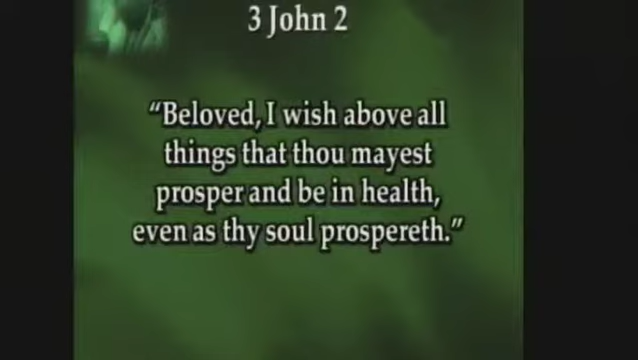 3 John 2
“Beloved, I wish above all
things that thou mayest
prosper and be in health,
even as thy soul prospereth.”